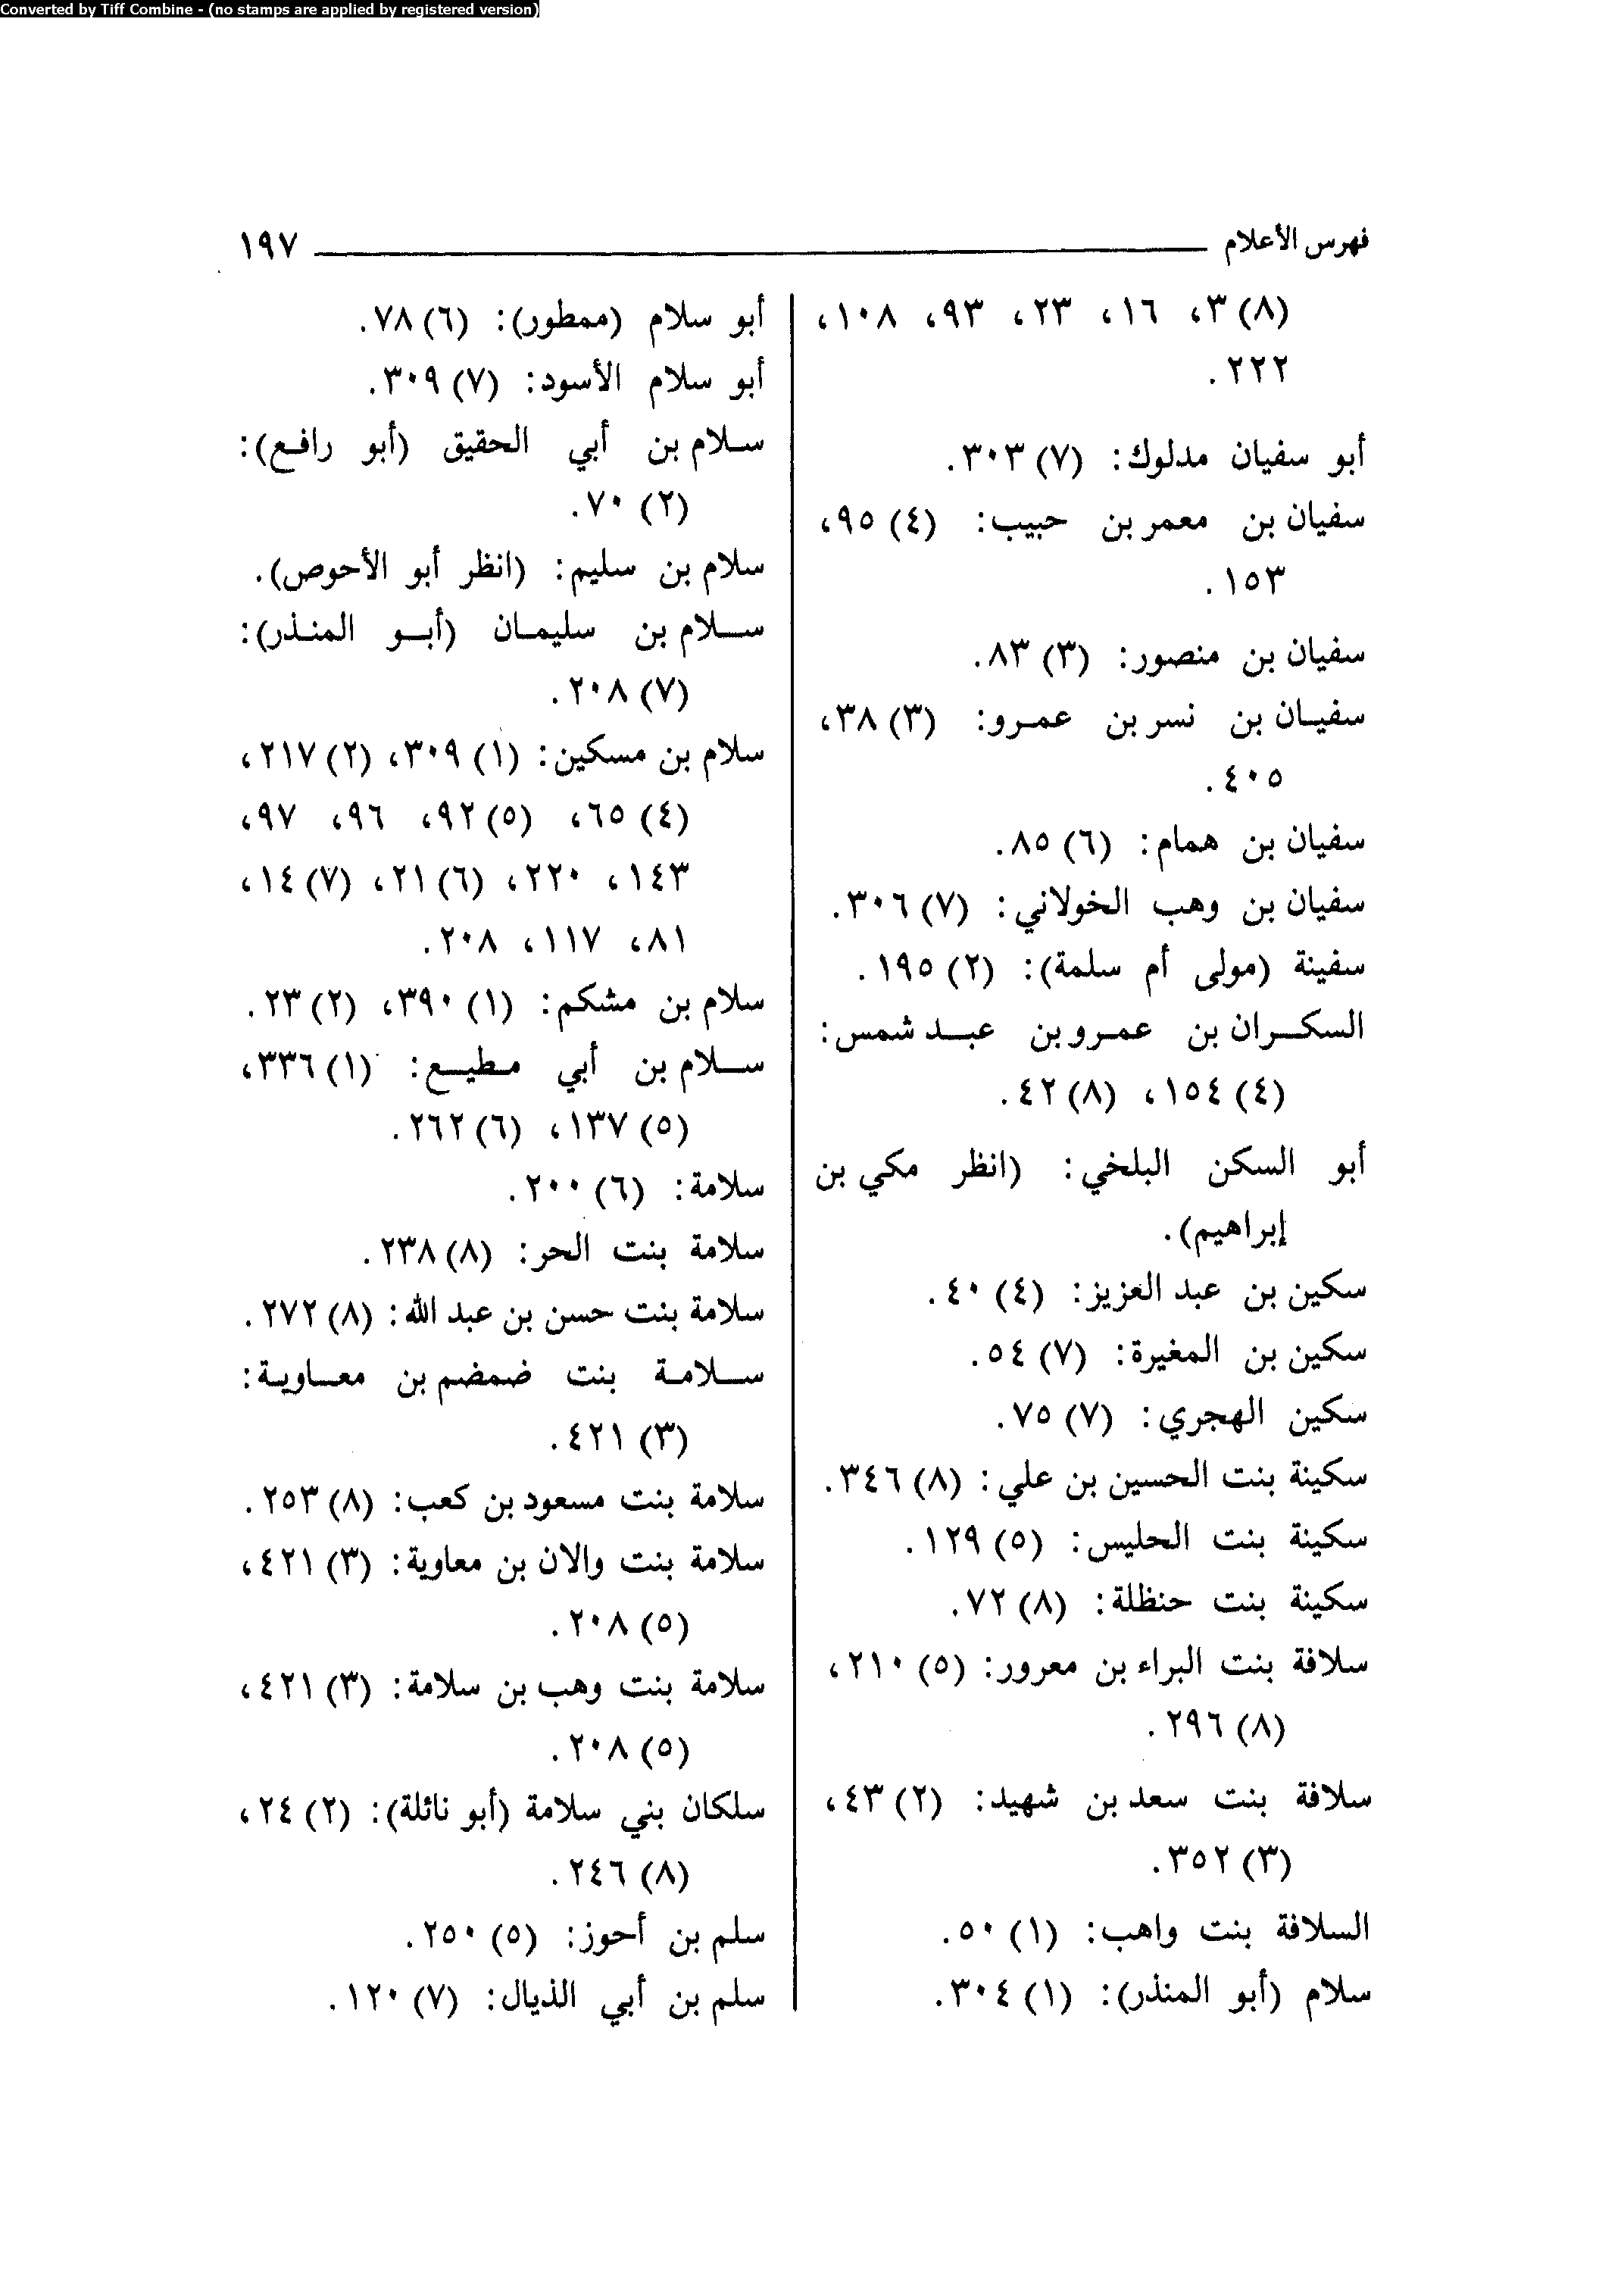 Converted by Tiff Combine - (no stamps are applied by registered version)
فهرس الأعلام ١٩٧
(٨) ٣، ١٦، ٢٣، ٩٣، ١٠٨،
٢٢٢.
أبو سفيان مدلوك: (٧) ٣٠٣.
سفيان بن معمر بن حبيب: (٤) ٩٥،
١٥٣.
سفيان بن منصور: (٣) ٨٣.
سفيان بن نسر بن عمرو: (٣) ٣٨،
٤٠٥.
سفيان بن همام: (٦) ٨٥.
سفيان بن وهب الخولاني: (٧) ٣٠٦.
سفينة (مولى أم سلمة): (٢) ١٩٥.
السكران بن عمرو بن عبد شمس:
(٤) ١٥٤، (٨) ٤٢.
أبو السكن البلخي: (انظر مكي بن
إبراهيم).
سكين بن عبد العزيز: (٤) ٤٠.
سكين بن المغيرة: (٧) ٥٤.
سكين الهجري: (٧) ٧٥.
سكينة بنت الحسين بن علي: (٨) ٣٤٦.
سكينة بنت الحليس: (٥) ١٢٩.
سكينة بنت حنظلة: (٨) ٧٢.
سلافة بنت البراء بن معرور: (٥) ٢١٠،
(٨) ٢٩٦.
سلافة بنت سعد بن شهيد: (٢) ٤٣،
(٣) ٣٥٢.
السلافة بنت واهب: (١) ٥٠.
سلام (أبو المنذر): (١) ٣٠٤.
أبو سلام (ممطور): (٦) ٧٨.
أبو سلام الأسود: (٧) ٣٠٩.
سلام بن أبي الحقيق (أبو رافع):
(٢) ٧٠.
سلام بن سليم: (انظر أبو الأحوص).
سلام بن سليمان (أبو المنذر):
(٧) ٢٠٨.
سلام بن مسكين: (١) ٣٠٩، (٢) ٢١٧،
(٤) ٦٥، (٥) ٩٢، ٩٦، ٩٧،
١٤٣، ٢٢٠، (٦) ٢١، (٧) ١٤،
٨١، ١١٧، ٢٠٨.
سلام بن مشكم: (١) ٣٩٠، (٢) ٢٣.
سلام بن أبي مطيع: (١) ٣٣٦،
(٥) ١٣٧، (٦) ٢٦٢.
سلامة: (٦) ٢٠٠.
سلامة بنت الحر: (٨) ٢٣٨.
سلامة بنت حسن بن عبد الله: (٨) ٢٧٢.
سلامة بنت ضمضم بن معاوية:
(٣) ٤٢١.
سلامة بنت مسعود بن كعب: (٨) ٢٥٣.
سلامة بنت والان بن معاوية: (٣) ٤٢١،
(٥) ٢٠٨.
سلامة بنت وهب بن سلامة: (٣) ٤٢١،
(٥) ٢٠٨.
سلكان بني سلامة (أبو نائلة): (٢) ٢٤،
(٨) ٢٤٦.
سلم بن أحوز: (٥) ٢٥٠.
سلم بن أبي الذيال: (٧) ١٢٠.